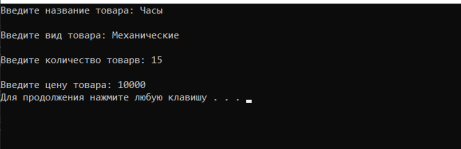 Введите название товара: Часы
Введите вид товара: Механические
Введите количество товарв: 15
Введите цену товара: 10000
Для продолжения нажмите любую клавишу . . .